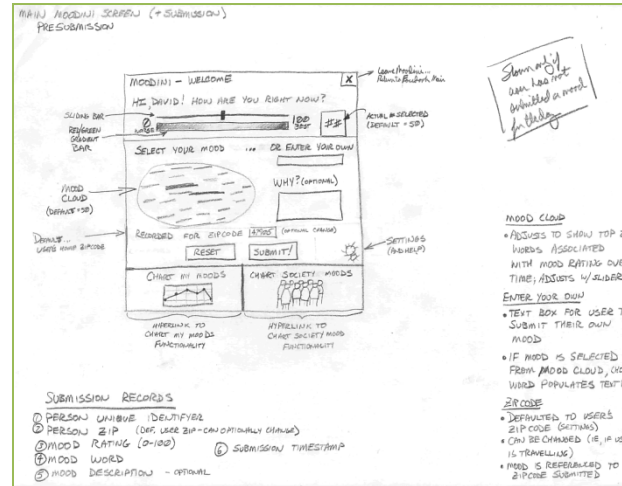 MAIN MOODINI SCREEN (+ SUBMISSION)
PRESUBMISSION
MOODINI - WELCOME
X
Leave Moodini...
HI, DAVID! HOW ARE YOU RIGHT NOW?
SLIDING BAR
RED/GREEN
GRADIENT
BAR
0
WORST
100
BEST
##
ACTUAL # SELECTED
(DEFAULT = 50)
Shown only if
user has not
submitted a mood
for the day
SELECT YOUR MOOD ... OR ENTER YOUR OWN
WHY? (OPTIONAL)
MOOD
CLOUD
(DEFAULT = 50)
DEFAULT...
USER'S HOME ZIPCODE
RECORDED FOR ZIPCODE (OPTIONAL CHANGE)
RESET
SUBMIT!
SETTINGS
(AND HELP)
CHART MY MOODS
CHART SOCIETY MOODS
HYPERLINK TO
CHART MY MOODS
FUNCTIONALITY
HYPERLINK TO
CHART SOCIETY MOOD
FUNCTIONALITY
MOOD CLOUD
• ADJUSTS TO SHOW TOP
WORDS ASSOCIATED
WITH MOOD RATING OVE
TIME; ADJUSTS W/ SLIDER
ENTER YOUR OWN
• TEXT BOX FOR USER T
SUBMIT THEIR OWN
MOOD
• IF MOOD IS SELECTED
FROM MOOD CLOUD,
WORD POPULATES TEXT
ZIPCODE
• DEFAULTED TO USER'S
ZIPCODE (SETTINGS)
• CAN BE CHANGED (IE, IF US
IS TRAVELLING)
• MOOD IS REFERENCED TO
ZIPCODE SUBMITTED
SUBMISSION RECORDS
① PERSON UNIQUE IDENTIFYER
② PERSON ZIP (DEF. USER ZIP - CAN OPTIONALLY CHANGE)
③ MOOD RATING (0-100)
④ MOOD WORD
⑤ MOOD DESCRIPTION - OPTIONAL
⑥ SUBMISSION TIMESTAMP